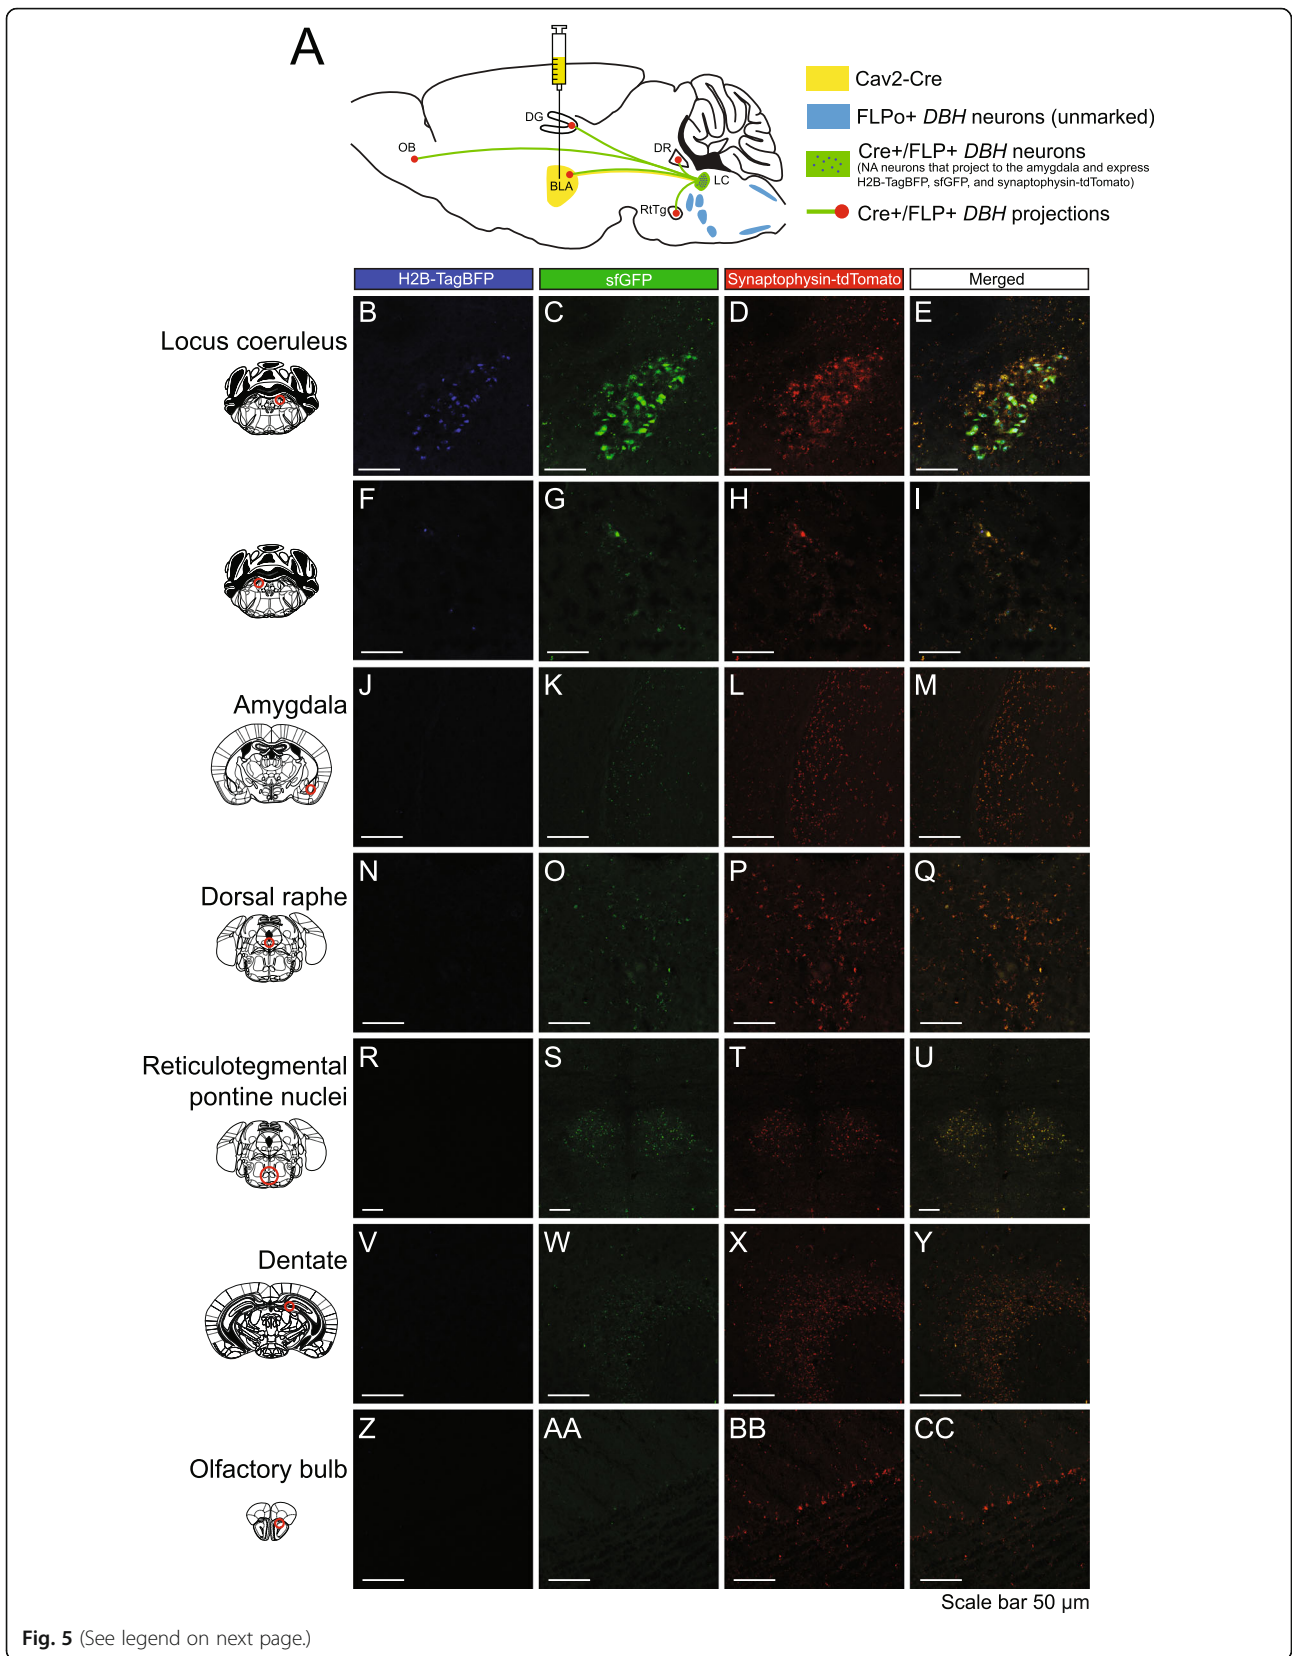 A
DG
OB
BLA
DR
LC
RtTg
Cav2-Cre
FLPo+ DBH neurons (unmarked)
Cre+/FLP+ DBH neurons
(NA neurons that project to the amygdala and express
H2B-TagBFP, sfGFP, and synaptophysin-tdTomato)
Cre+/FLP+ DBH projections
H2B-TagBFP
sfGFP
Synaptophysin-tdTomato
Merged
Locus coeruleus
B
C
D
E
F
G
H
I
Amygdala
J
K
L
M
Dorsal raphe
N
O
P
Q
Reticulotegmental
pontine nuclei
R
S
T
U
Dentate
V
W
X
Y
Olfactory bulb
Z
AA
BB
CC
Scale bar 50 µm
Fig. 5 (See legend on next page.)